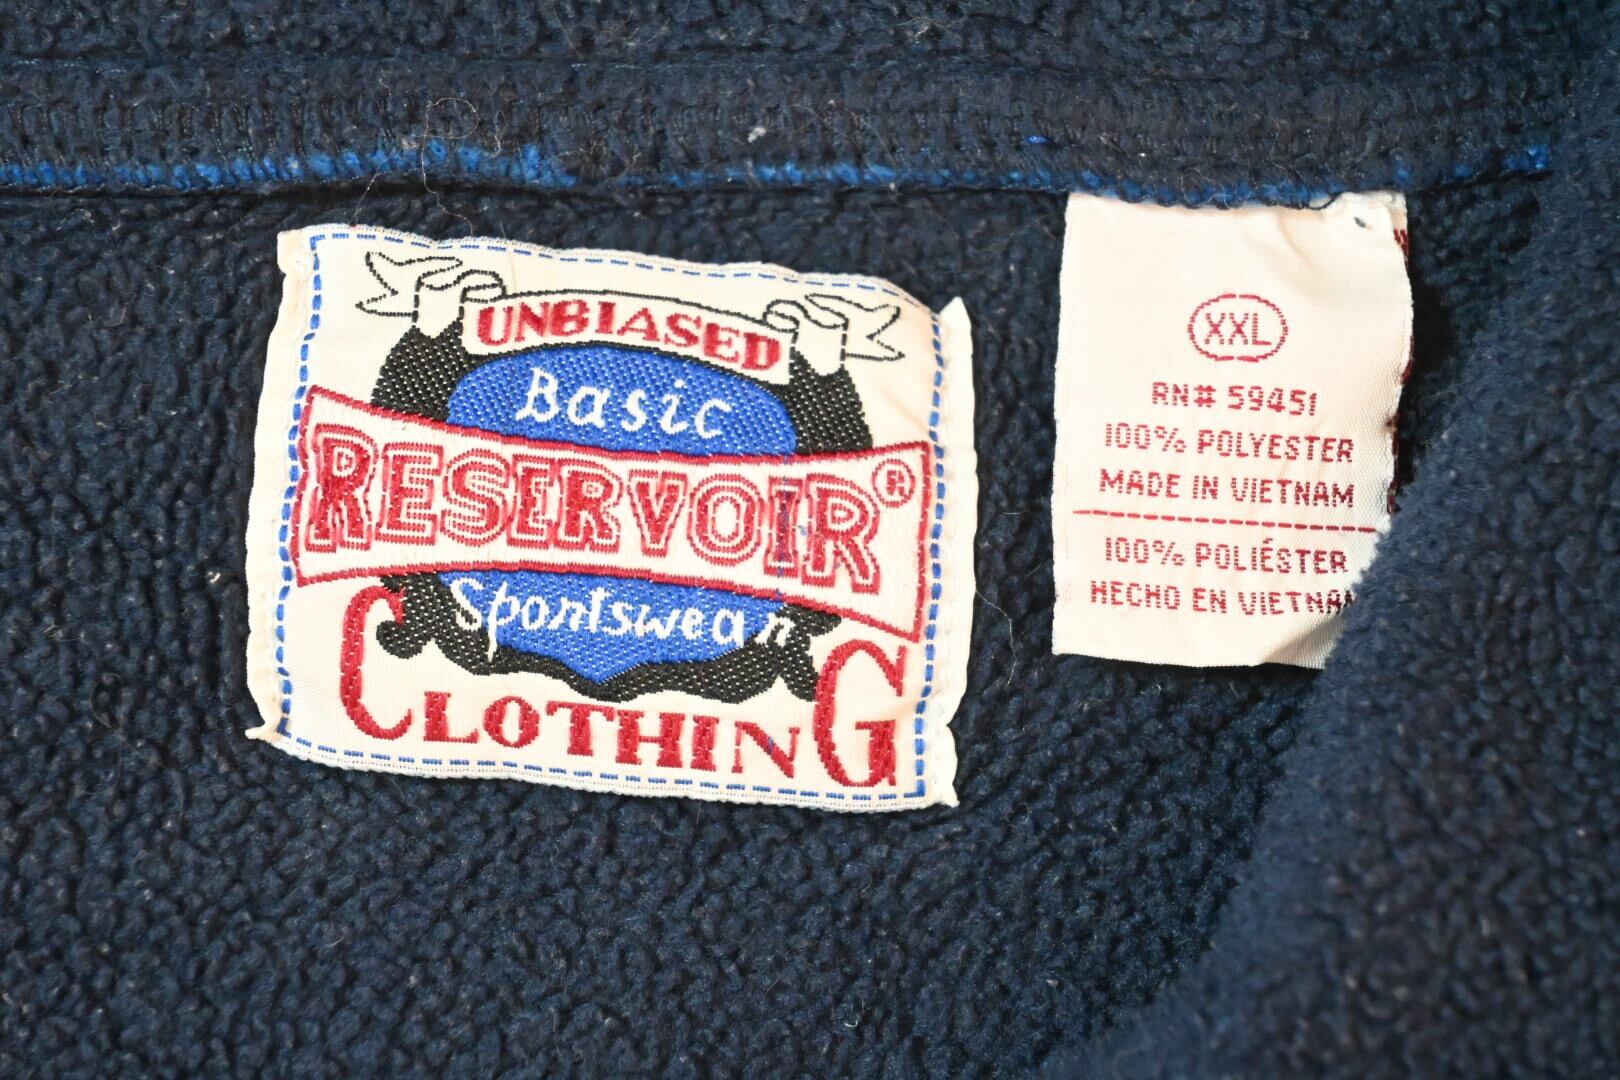 UNBIASED
Basic
RESERVOIR®
Sportswear
CLOTHING
XXL
RN# 59451
100% POLYESTER
MADE IN VIETNAM
100% POLIÉSTER
HECHO EN VIETNAM